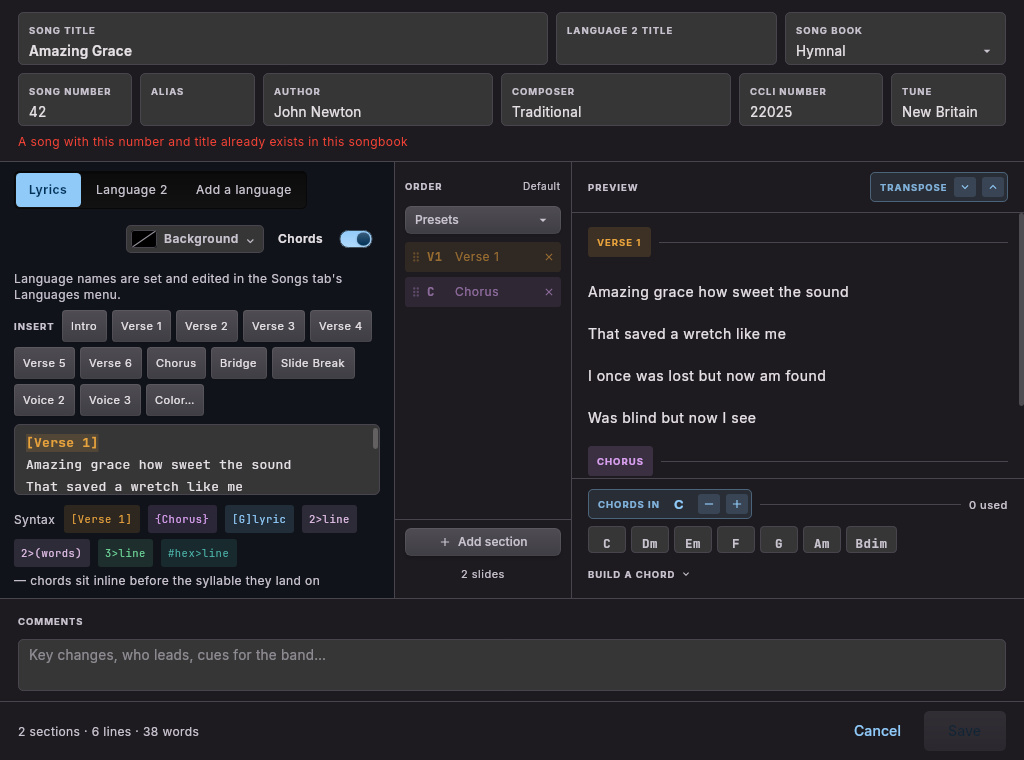 SONG TITLE
Amazing Grace
LANGUAGE 2 TITLE
SONG BOOK
Hymnal
SONG NUMBER
42
ALIAS
AUTHOR
John Newton
COMPOSER
Traditional
CCLI NUMBER
22025
TUNE
New Britain
A song with this number and title already exists in this songbook
Lyrics
Language 2
Add a language
Background
Chords
Language names are set and edited in the Songs tab's
Languages menu.
INSERT
Intro
Verse 1
Verse 2
Verse 3
Verse 4
Verse 5
Verse 6
Chorus
Bridge
Slide Break
Voice 2
Voice 3
Color...
[Verse 1]
Amazing grace how sweet the sound
That saved a wretch like me
Syntax
[Verse 1]
{Chorus}
[G]lyric
2>line
2>(words)
3>line
#hex>line
— chords sit inline before the syllable they land on
ORDER
Default
Presets
V1 Verse 1
C Chorus
+ Add section
2 slides
PREVIEW
TRANSPOSE
VERSE 1
Amazing grace how sweet the sound
That saved a wretch like me
I once was lost but now am found
Was blind but now I see
CHORUS
CHORDS IN C − +
0 used
C
Dm
Em
F
G
Am
Bdim
BUILD A CHORD
COMMENTS
Key changes, who leads, cues for the band...
2 sections · 6 lines · 38 words
Cancel
Save